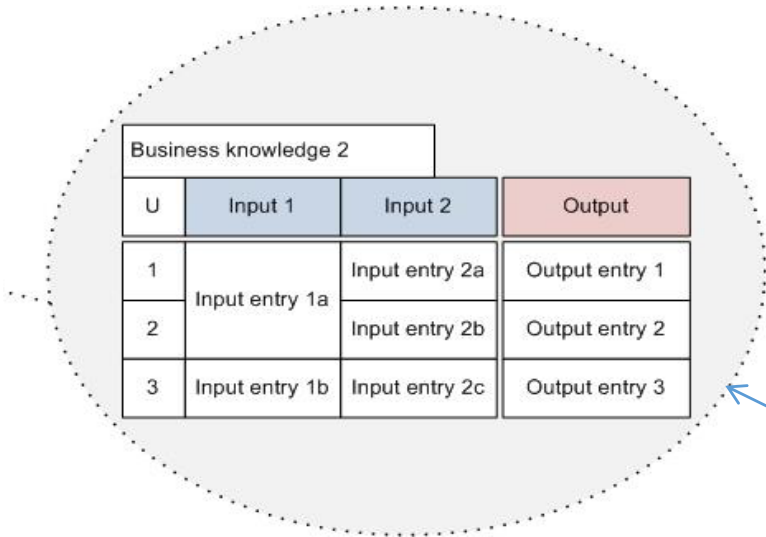 Business knowledge 2
U Input 1 Input 2 Output
1 Input entry 1a Input entry 2a Output entry 1
2 Input entry 2b Output entry 2
3 Input entry 1b Input entry 2c Output entry 3